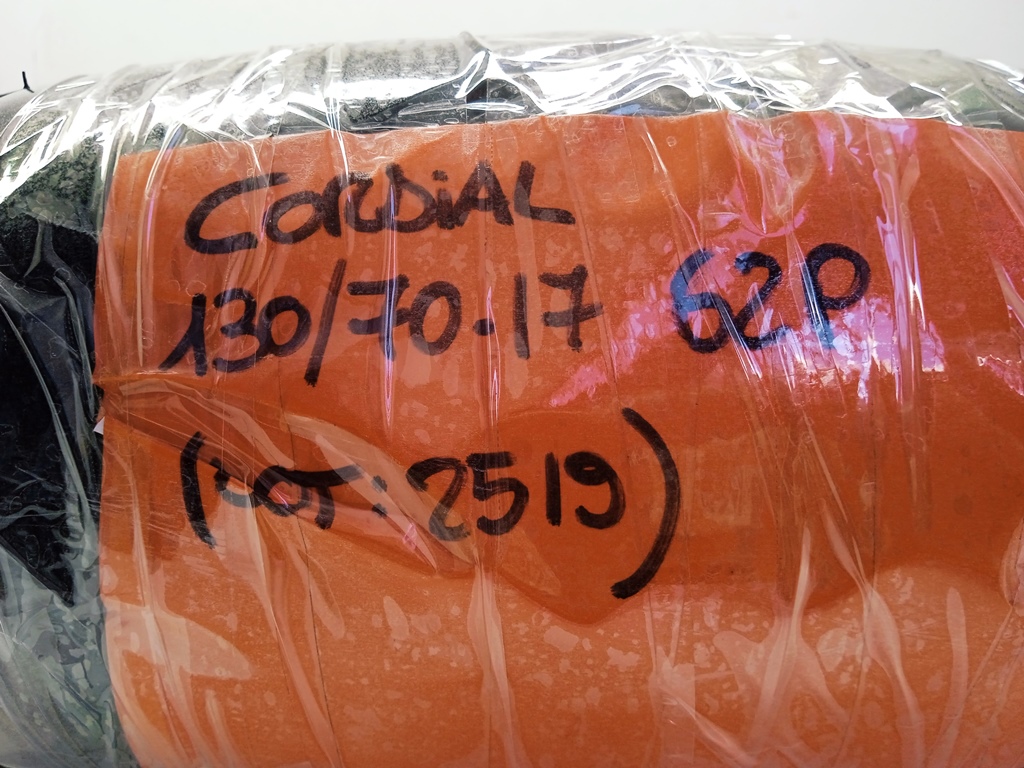 CORDiAL
130/70-17 62P
(DOT: 2519)